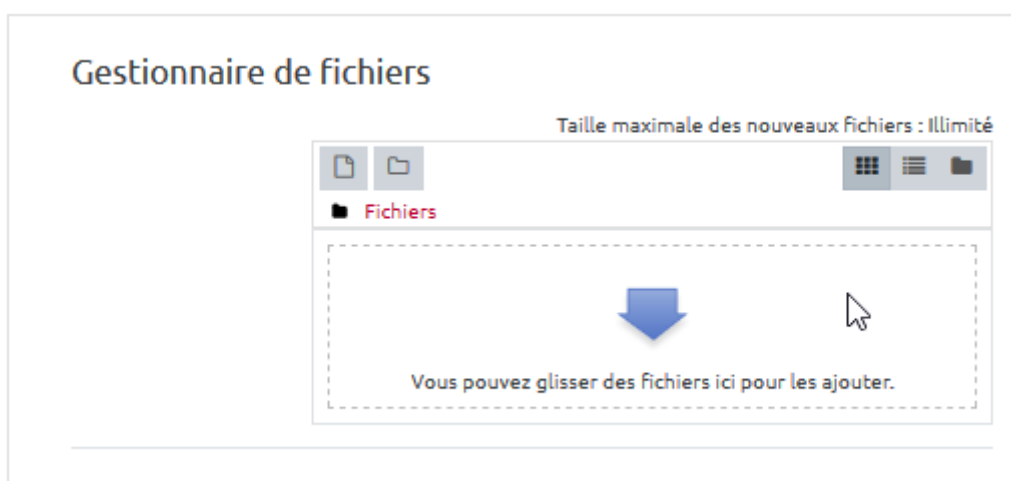 Gestionnaire de fichiers
Taille maximale des nouveaux fichiers : Illimité
Fichiers
Vous pouvez glisser des fichiers ici pour les ajouter.